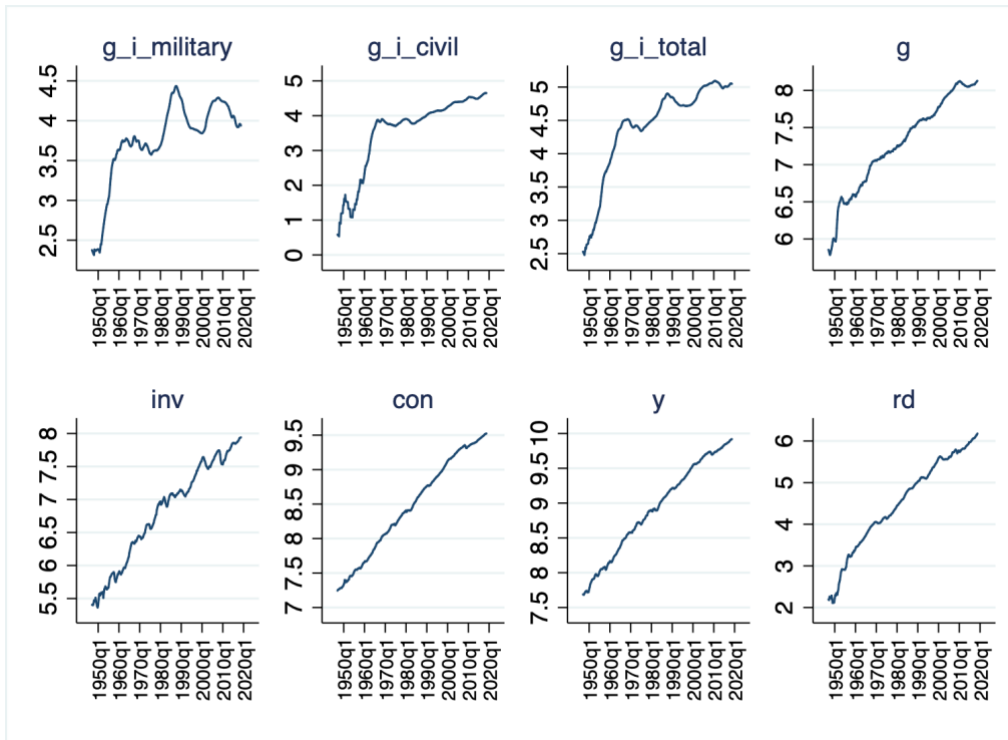 g_i_military
4.5
4
3.5
3
2.5
1950q1
1960q1
1970q1
1980q1
1990q1
2000q1
2010q1
2020q1
g_i_civil
5
4
3
2
1
0
1950q1
1960q1
1970q1
1980q1
1990q1
2000q1
2010q1
2020q1
g_i_total
5
4.5
4
3.5
3
2.5
1950q1
1960q1
1970q1
1980q1
1990q1
2000q1
2010q1
2020q1
g
8
7.5
7
6.5
6
1950q1
1960q1
1970q1
1980q1
1990q1
2000q1
2010q1
2020q1
inv
8
7.5
7
6.5
6
5.5
1950q1
1960q1
1970q1
1980q1
1990q1
2000q1
2010q1
2020q1
con
9.5
9
8.5
8
7.5
7
1950q1
1960q1
1970q1
1980q1
1990q1
2000q1
2010q1
2020q1
y
10
9.5
9
8.5
8
7.5
1950q1
1960q1
1970q1
1980q1
1990q1
2000q1
2010q1
2020q1
rd
6
5
4
3
2
1950q1
1960q1
1970q1
1980q1
1990q1
2000q1
2010q1
2020q1